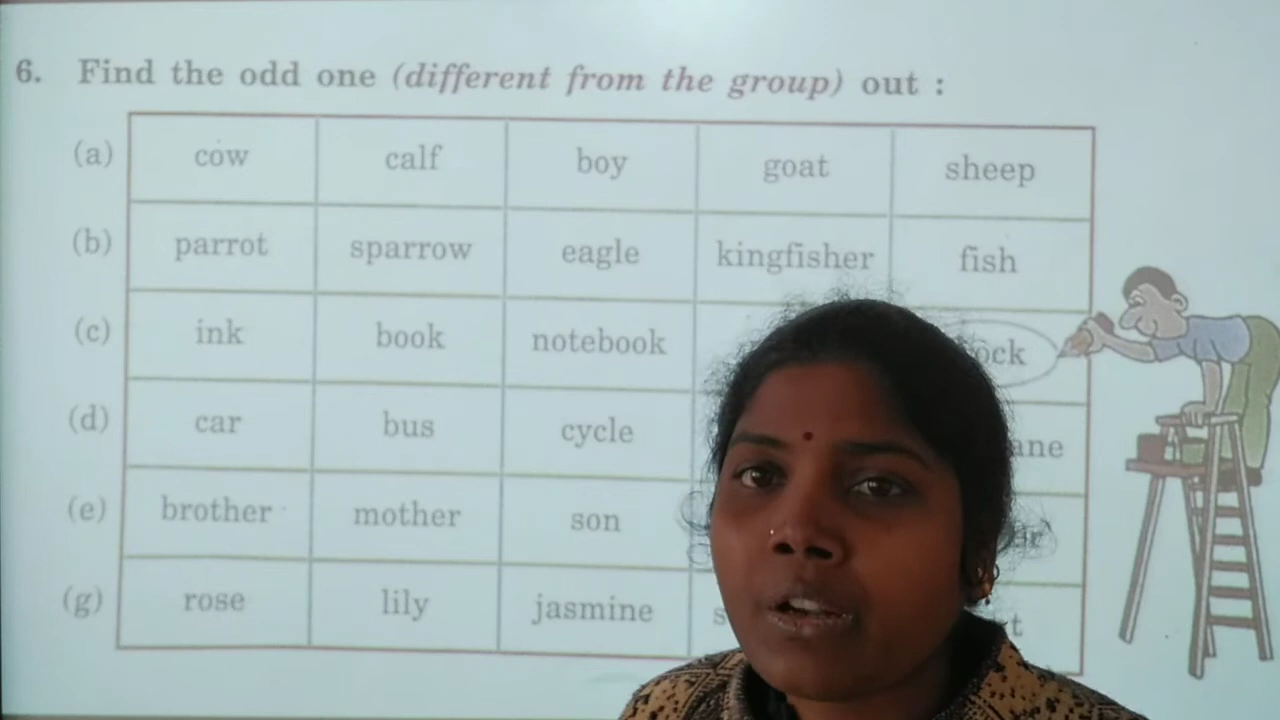 6. Find the odd one (different from the group) out :
(a) cow calf boy goat sheep
(b) parrot sparrow eagle kingfisher fish
(c) ink book notebook
(d) car bus cycle
(e) brother mother son
(g) rose lily jasmine